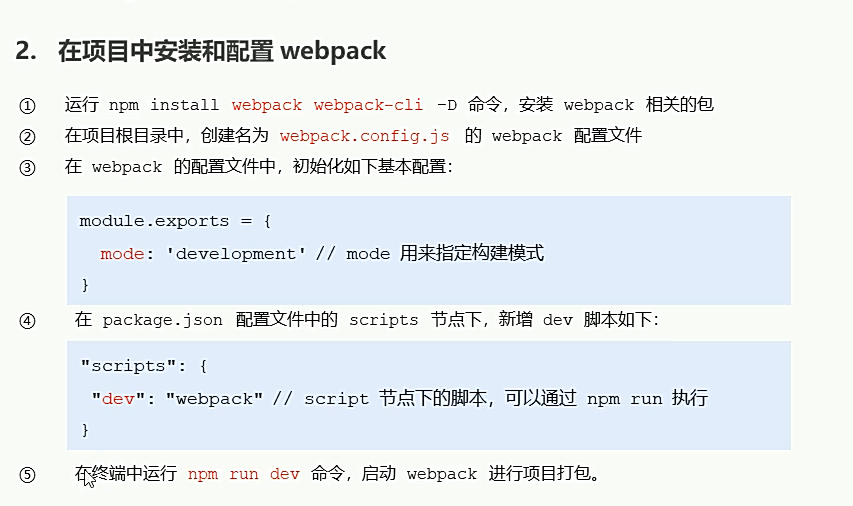 2. 在项目中安装和配置 webpack
① 运行 npm install webpack webpack-cli -D 命令，安装 webpack 相关的包
② 在项目根目录中，创建名为 webpack.config.js 的 webpack 配置文件
③ 在 webpack 的配置文件中，初始化如下基本配置：
module.exports = {
mode: 'development' // mode 用来指定构建模式
}
④ 在 package.json 配置文件中的 scripts 节点下，新增 dev 脚本如下：
"scripts": {
"dev": "webpack" // script 节点下的脚本，可以通过 npm run 执行
}
⑤ 在终端中运行 npm run dev 命令，启动 webpack 进行项目打包。